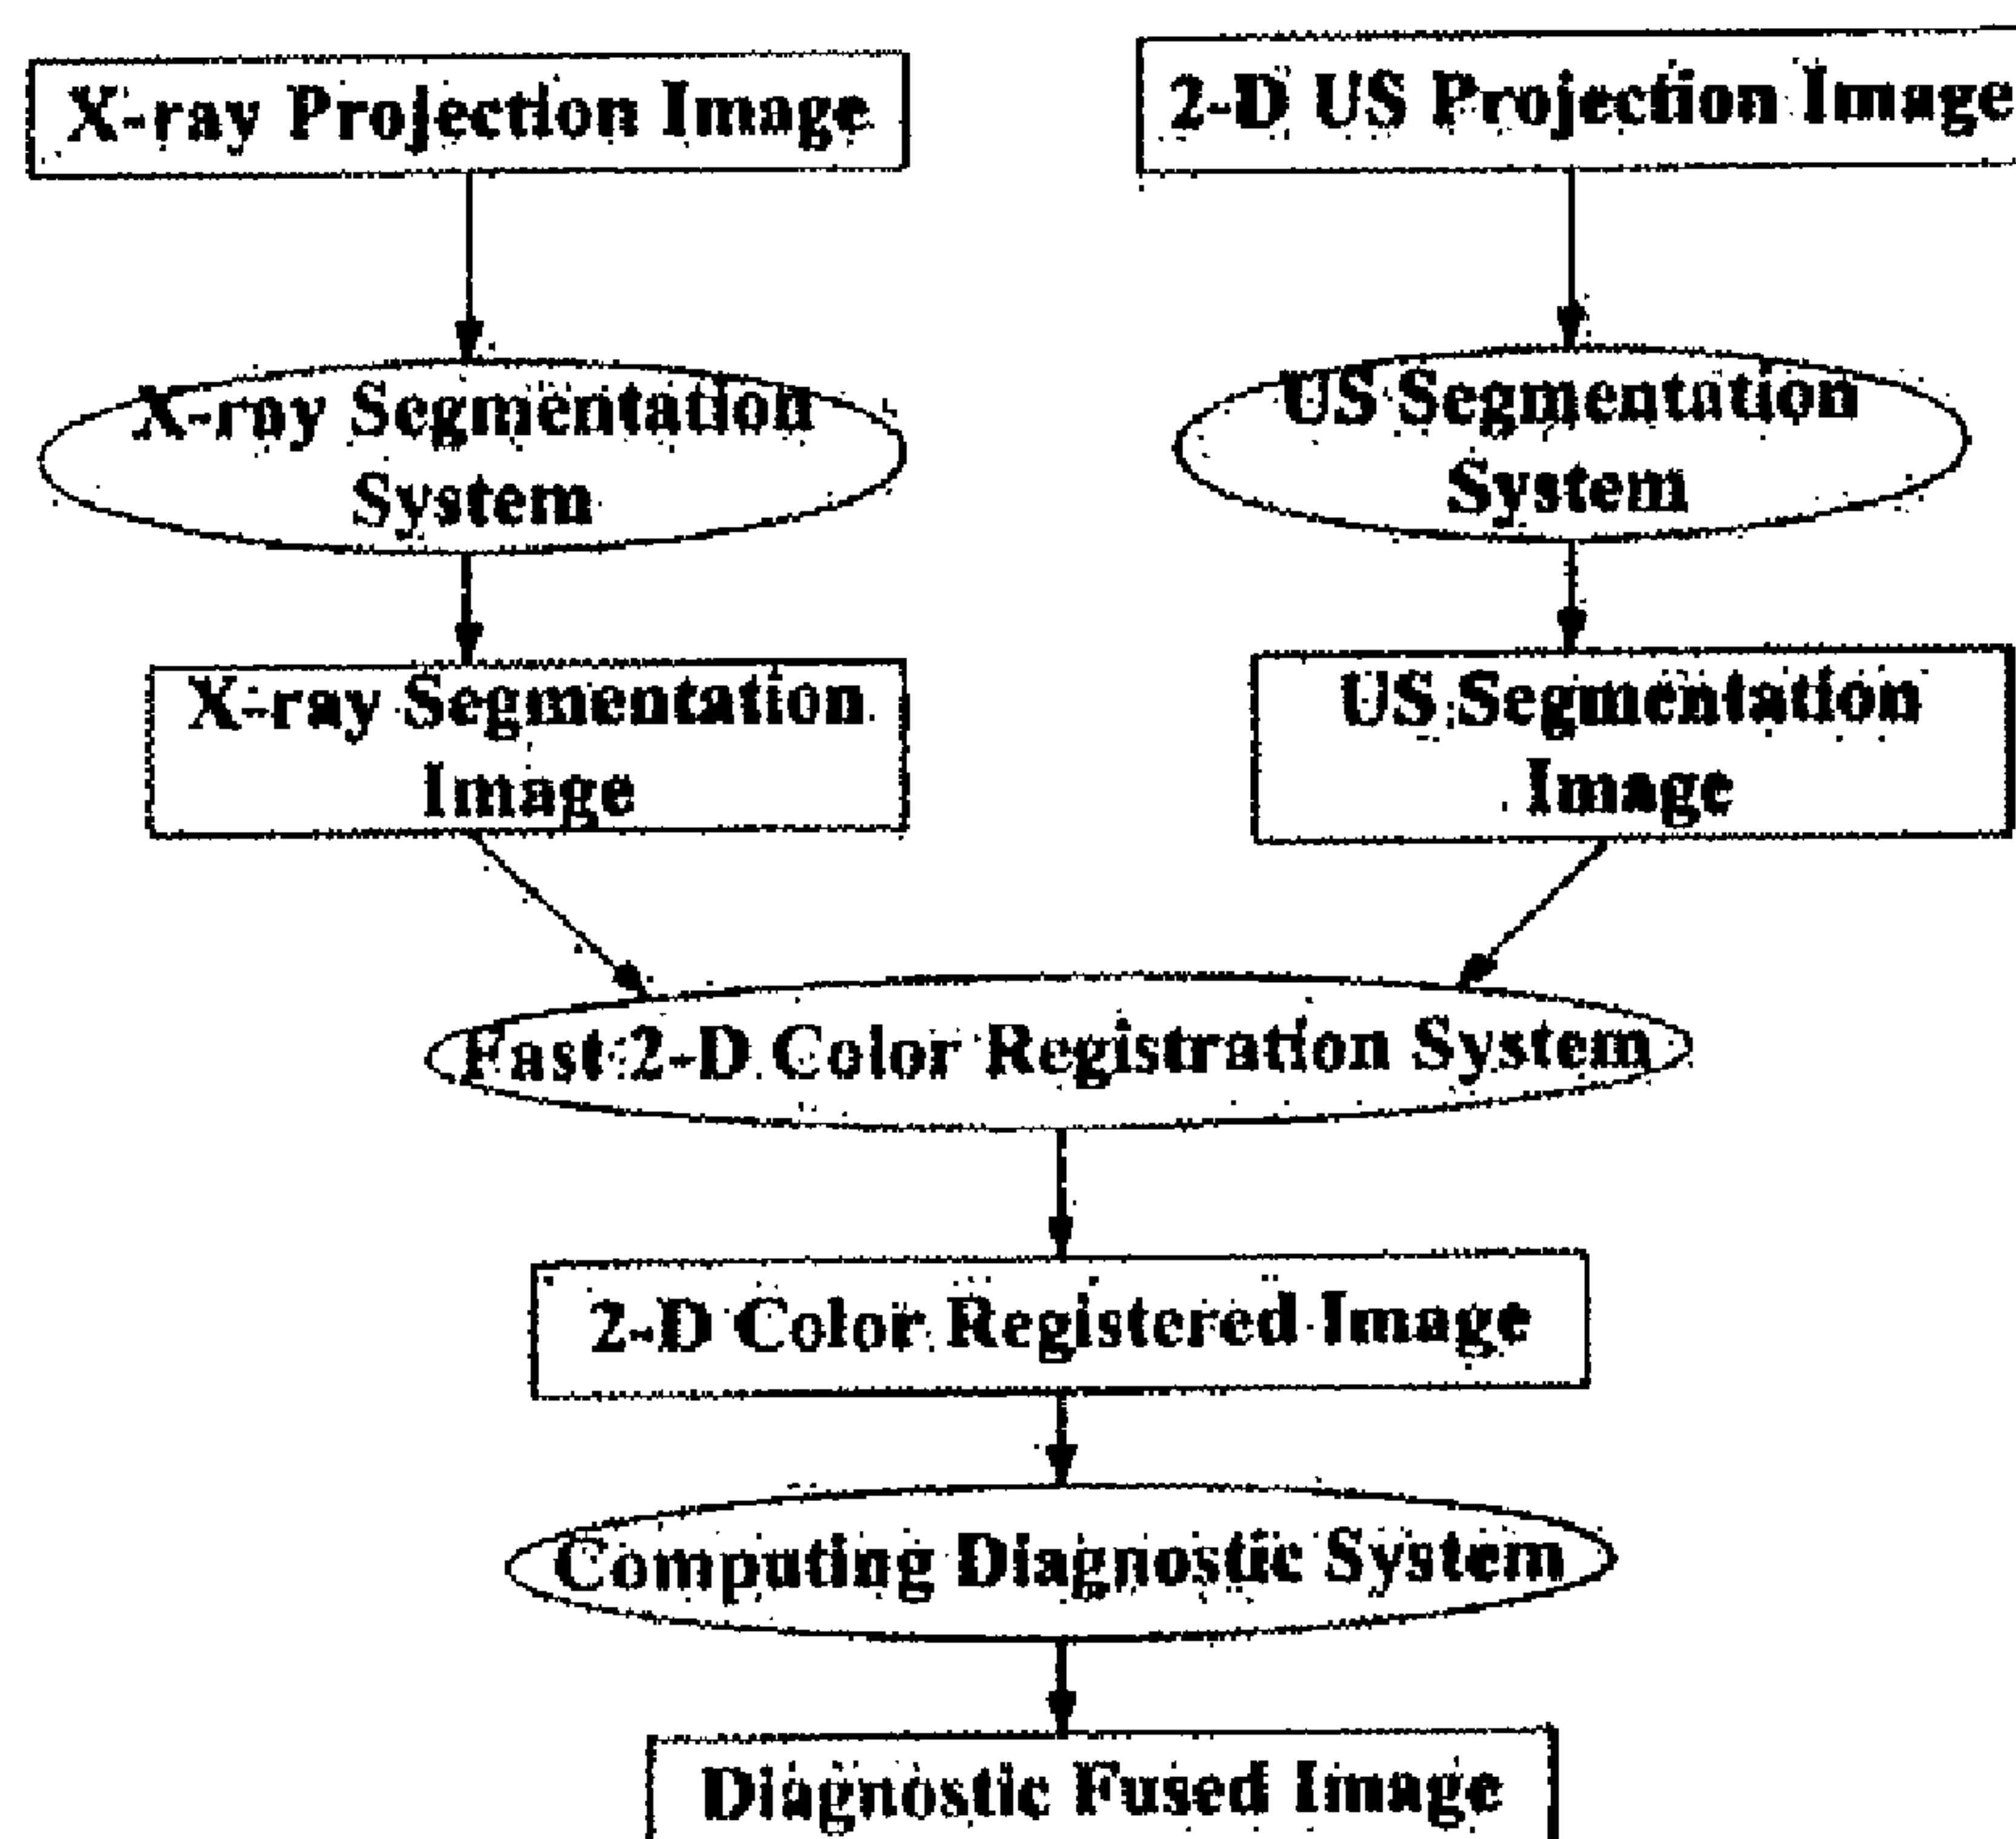 X-ray Projection Image
2-D US Projection Image
X-ray Segmentation
System
US Segmentation
System
X-ray Segmentation
Image
US Segmentation
Image
Fast 2-D Color Registration System
2-D Color Registered Image
Computing Diagnostic System
Diagnostic Fused Image